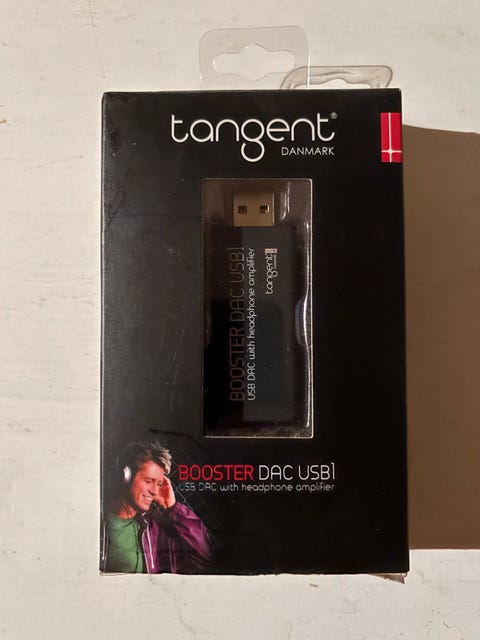 tangent®
DANMARK
BOOSTER DAC USB1
USB DAC with headphone amplifier
tangent
BOOSTER DAC USB1
USB DAC with headphone amplifier